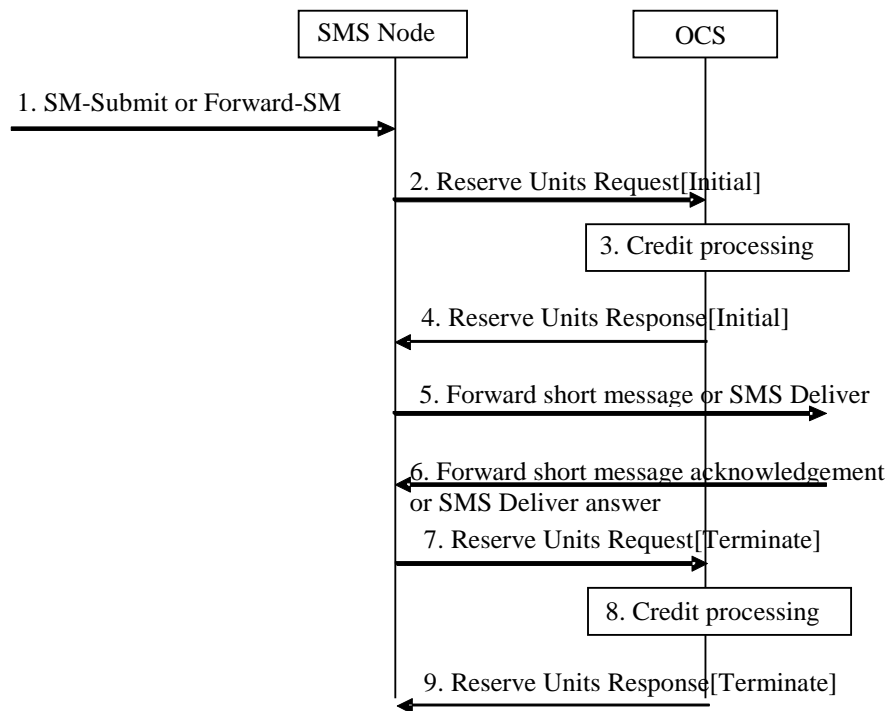 SMS Node
OCS
1. SM-Submit or Forward-SM
2. Reserve Units Request[Initial]
3. Credit processing
4. Reserve Units Response[Initial]
5. Forward short message or SMS Deliver
6. Forward short message acknowledgement
or SMS Deliver answer
7. Reserve Units Request[Terminate]
8. Credit processing
9. Reserve Units Response[Terminate]